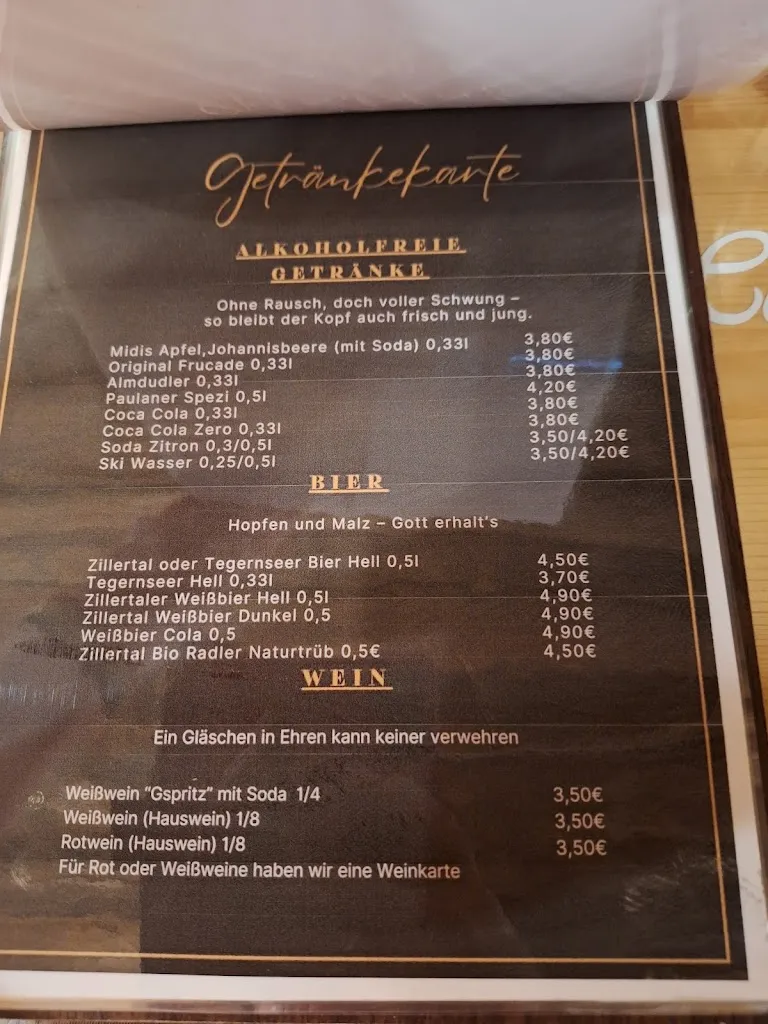 Getränkekarte
ALKOHOLFREIE
GETRÄNKE
Ohne Rausch, doch voller Schwung –
so bleibt der Kopf auch frisch und jung.
Midis Apfel,Johannisbeere (mit Soda) 0,33l 3,80€
Original Frucade 0,33l 3,80€
Almdudler 0,33l 3,80€
Paulaner Spezi 0,5l 4,20€
Coca Cola 0,33l 3,80€
Coca Cola Zero 0,33l 3,80€
Soda Zitron 0,3/0,5l 3,50/4,20€
Ski Wasser 0,25/0,5l 3,50/4,20€
BIER
Hopfen und Malz – Gott erhalt's
Zillertal oder Tegernseer Bier Hell 0,5l 4,50€
Tegernseer Hell 0,33l 3,70€
Zillertaler Weißbier Hell 0,5l 4,90€
Zillertal Weißbier Dunkel 0,5 4,90€
Weißbier Cola 0,5 4,90€
Zillertal Bio Radler Naturtrüb 0,5€ 4,50€
WEIN
Ein Gläschen in Ehren kann keiner verwehren
Weißwein “Gspritz” mit Soda 1/4 3,50€
Weißwein (Hauswein) 1/8 3,50€
Rotwein (Hauswein) 1/8 3,50€
Für Rot oder Weißweine haben wir eine Weinkarte